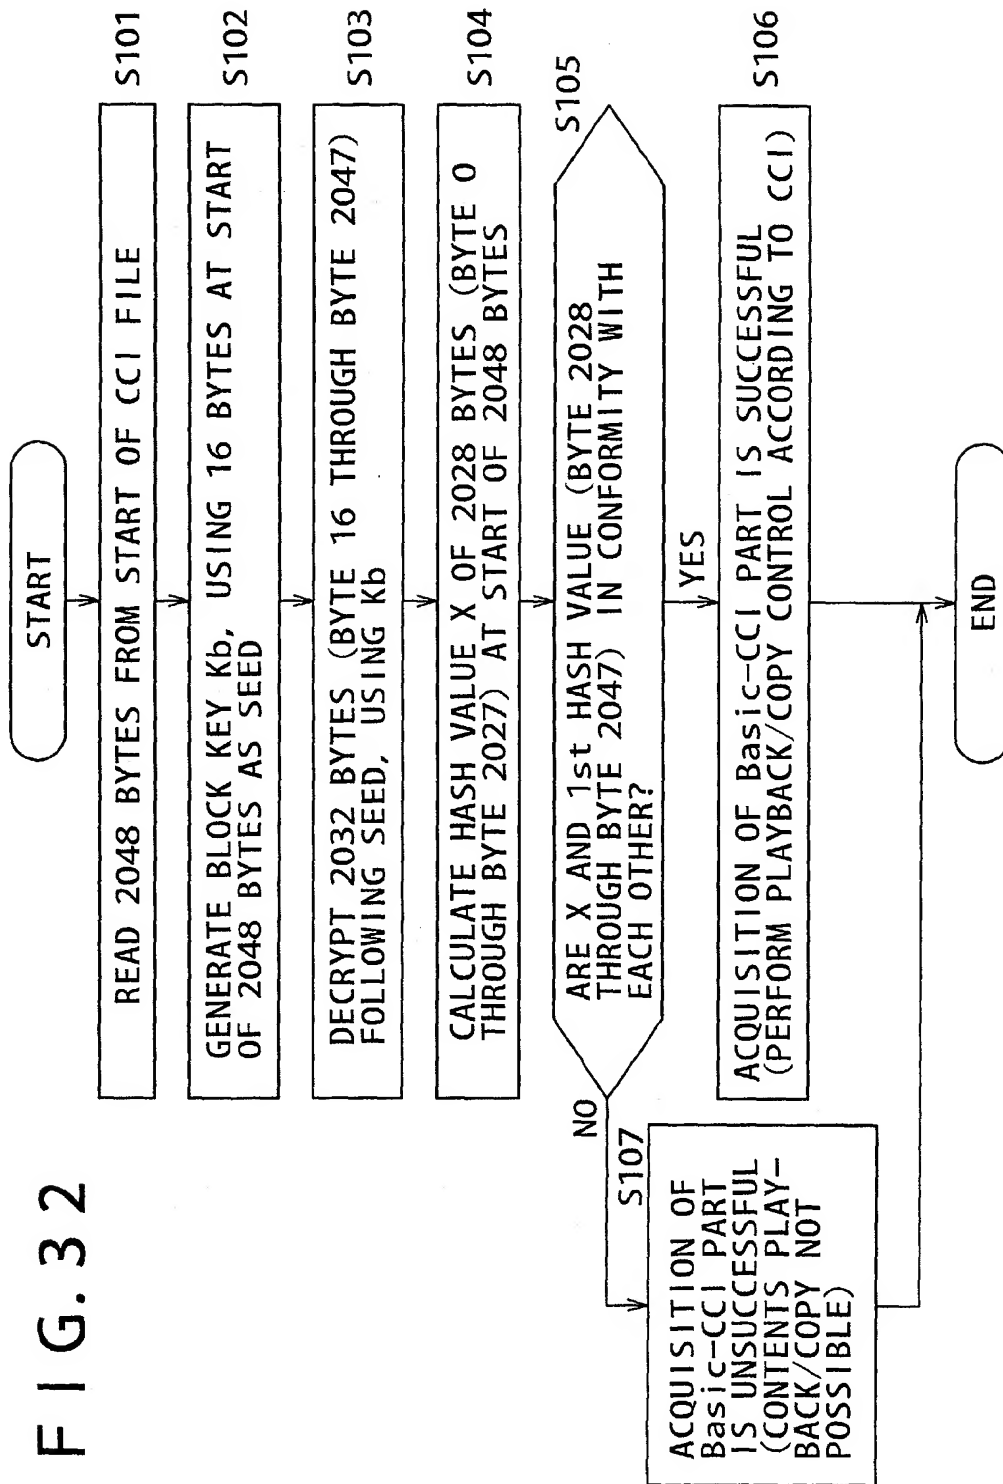 FIG. 32
START
READ 2048 BYTES FROM START OF CCI FILE
S101
GENERATE BLOCK KEY Kb, USING 16 BYTES AT START
OF 2048 BYTES AS SEED
S102
DECRYPT 2032 BYTES (BYTE 16 THROUGH BYTE 2047)
FOLLOWING SEED, USING Kb
S103
CALCULATE HASH VALUE X OF 2028 BYTES (BYTE 0
THROUGH BYTE 2027) AT START OF 2048 BYTES
S104
ARE X AND 1st HASH VALUE (BYTE 2028
THROUGH BYTE 2047) IN CONFORMITY WITH
EACH OTHER?
S105
NO
YES
S107
ACQUISITION OF
Basic-CCI PART
IS UNSUCCESSFUL
(CONTENTS PLAY-
BACK/COPY NOT
POSSIBLE)
ACQUISITION OF Basic-CCI PART IS SUCCESSFUL
(PERFORM PLAYBACK/COPY CONTROL ACCORDING TO CCI)
S106
END